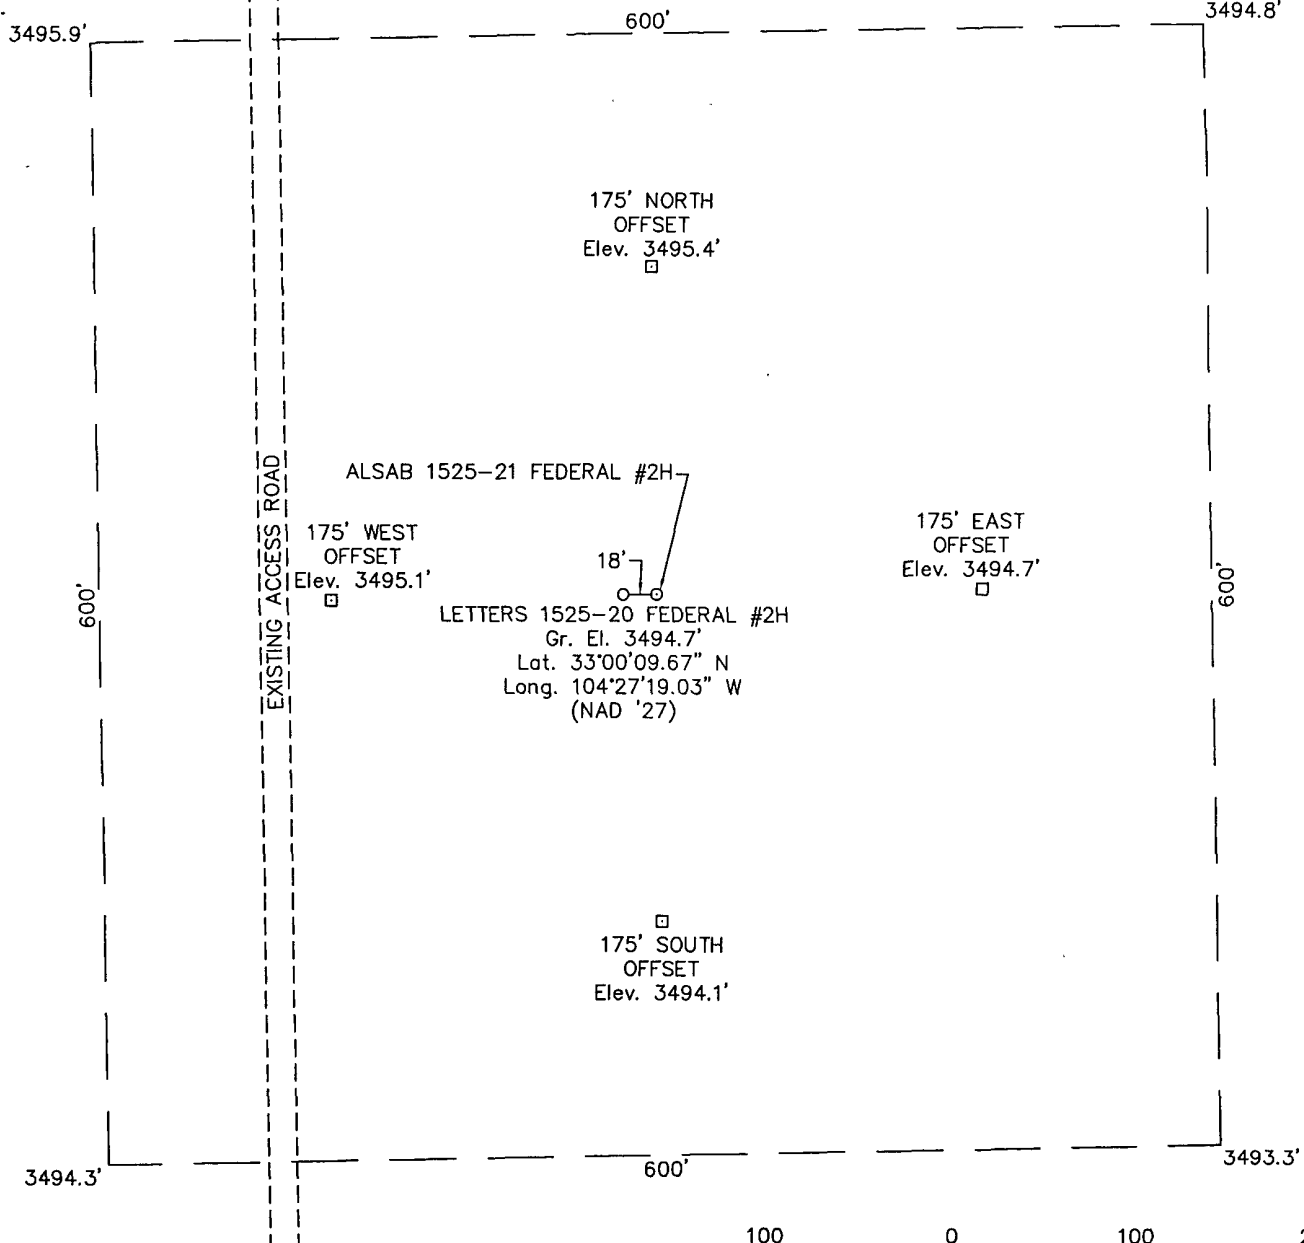 3495.9'
600'
3494.8'
175' NORTH
OFFSET
Elev. 3495.4'
ALSAB 1525-21 FEDERAL #2H
EXISTING ACCESS ROAD
175' WEST
OFFSET
Elev. 3495.1'
18'
175' EAST
OFFSET
Elev. 3494.7'
600'
600'
LETTERS 1525-20 FEDERAL #2H
Gr. El. 3494.7'
Lat. 33°00'09.67" N
Long. 104°27'19.03" W
(NAD '27)
175' SOUTH
OFFSET
Elev. 3494.1'
3494.3'
600'
3493.3'
100 0 100